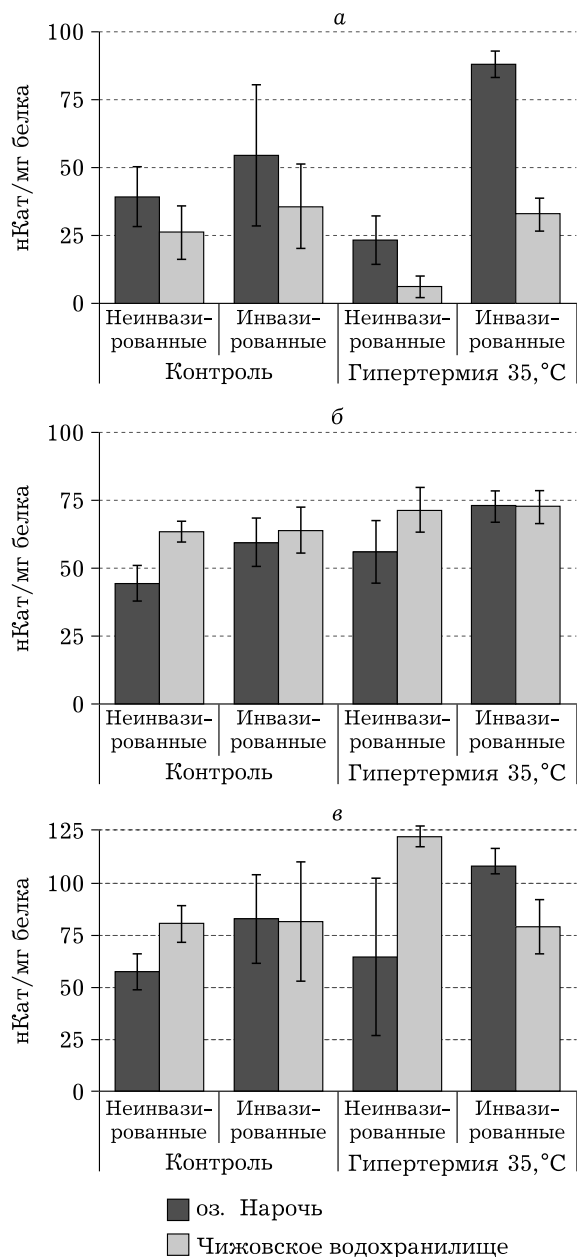 а
нКат/мг белка
100
75
50
25
0
Неинвази-
рованные
Инвази-
рованные
Неинвази-
рованные
Инвази-
рованные
Контроль
Гипертермия 35,°С
б
нКат/мг белка
100
75
50
25
0
Неинвази-
рованные
Инвази-
рованные
Неинвази-
рованные
Инвази-
рованные
Контроль
Гипертермия 35,°С
в
нКат/мг белка
125
100
75
50
25
0
Неинвази-
рованные
Инвази-
рованные
Неинвази-
рованные
Инвази-
рованные
Контроль
Гипертермия 35,°С
оз. Нарочь
Чижовское водохранилище